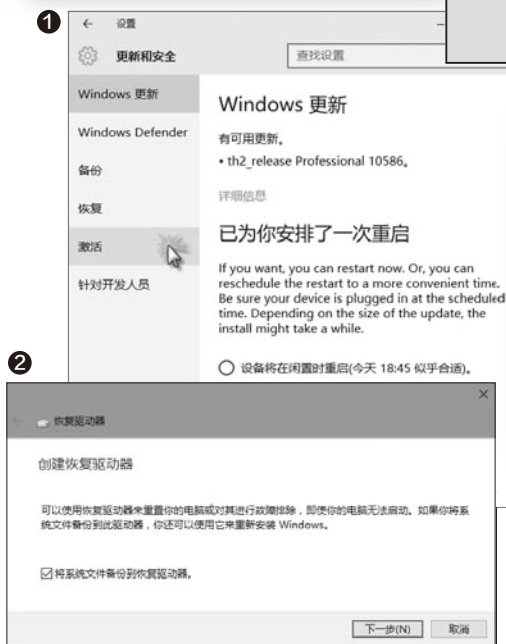 1
← 设置
更新和安全
查找设置
Windows 更新
Windows Defender
备份
恢复
激活
针对开发人员
Windows 更新
有可用更新。
• th2_release Professional 10586。
详细信息
已为你安排了一次重启
If you want, you can restart now. Or, you can
reschedule the restart to a more convenient time.
Be sure your device is plugged in at the scheduled
time. Depending on the size of the update, the
install might take a while.
设备将在闲置时重启(今天 18:45 似乎合适)。
2
恢复驱动器
创建恢复驱动器
可以使用恢复驱动器来重置你的电脑或对其进行故障排除，即使你的电脑无法启动。如果你将系
统文件备份到此驱动器，你还可以使用它来重新安装 Windows。
将系统文件备份到恢复驱动器。
下一步(N) 取消